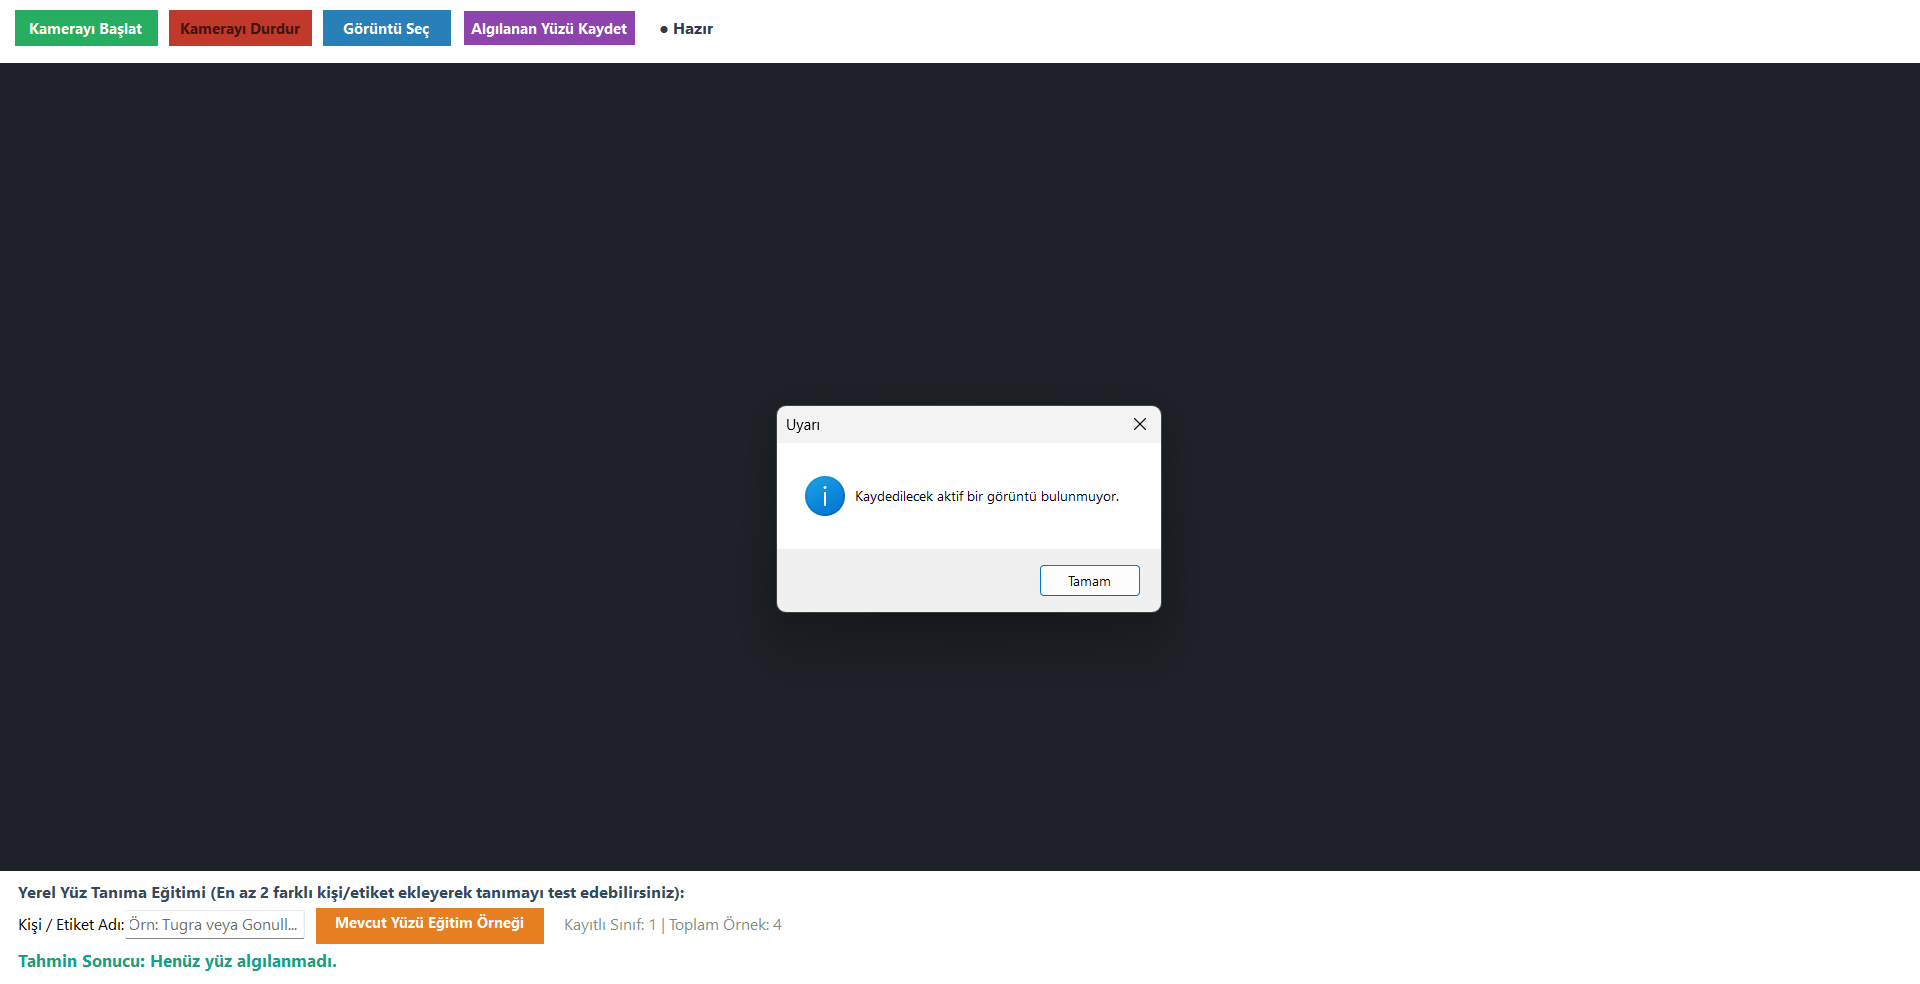 Kamerayı Başlat Kamerayı Durdur Görüntü Seç Algılanan Yüzü Kaydet ● Hazır
Uyarı
Kaydedilecek aktif bir görüntü bulunmuyor.
Tamam
Yerel Yüz Tanıma Eğitimi (En az 2 farklı kişi/etiket ekleyerek tanımayı test edebilirsiniz):
Kişi / Etiket Adı: Örn: Tugra veya Gonull... Mevcut Yüzü Eğitim Örneği Kayıtlı Sınıf: 1 | Toplam Örnek: 4
Tahmin Sonucu: Henüz yüz algılanmadı.